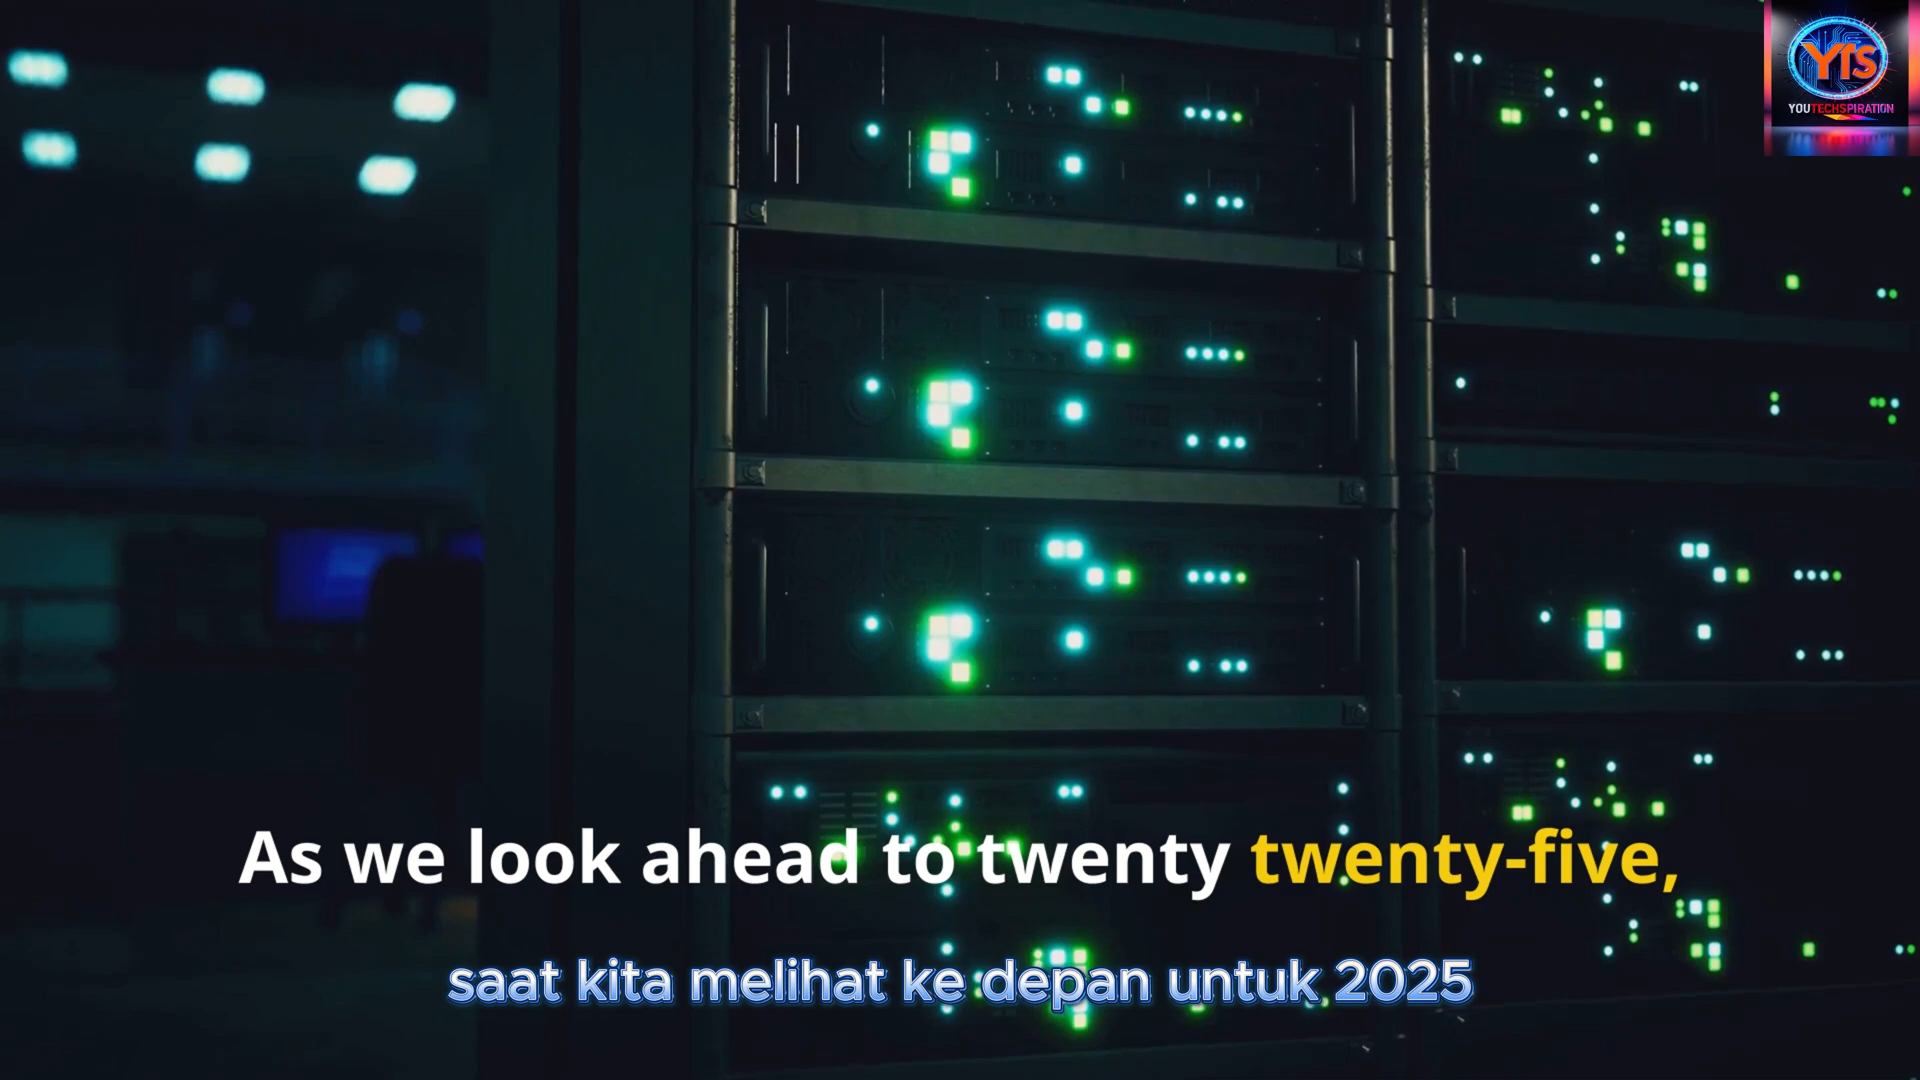 YTS
YOUTECHSPIRATION
As we look ahead to twenty twenty-five,
saat kita melihat ke depan untuk 2025